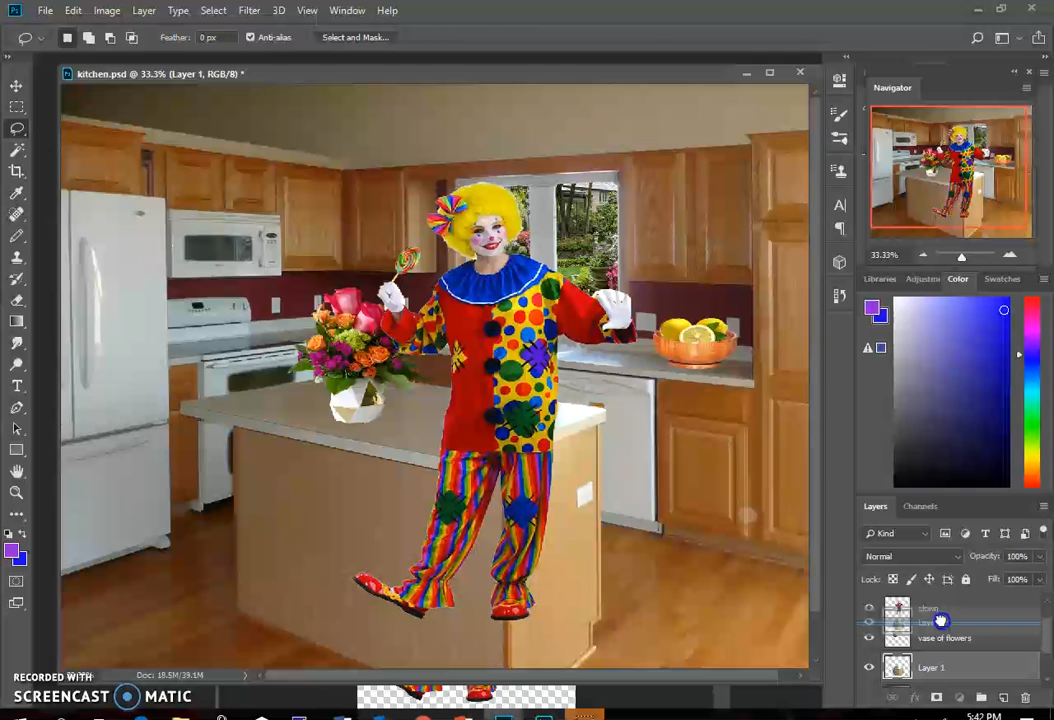 Ps File Edit Image Layer Type Select Filter 3D View Window Help
Feather: 0 px Anti-alias Select and Mask...
kitchen.psd @ 33.3% (Layer 1, RGB/8) *
Navigator
33.33%
Libraries Adjustm Color Swatches
Layers Channels
Kind
Normal Opacity: 100%
Lock: Fill: 100%
clown
vase of flowers
Layer 1
Doc: 18.5M/39.1M
RECORDED WITH
SCREENCAST MATIC
5:42 PM